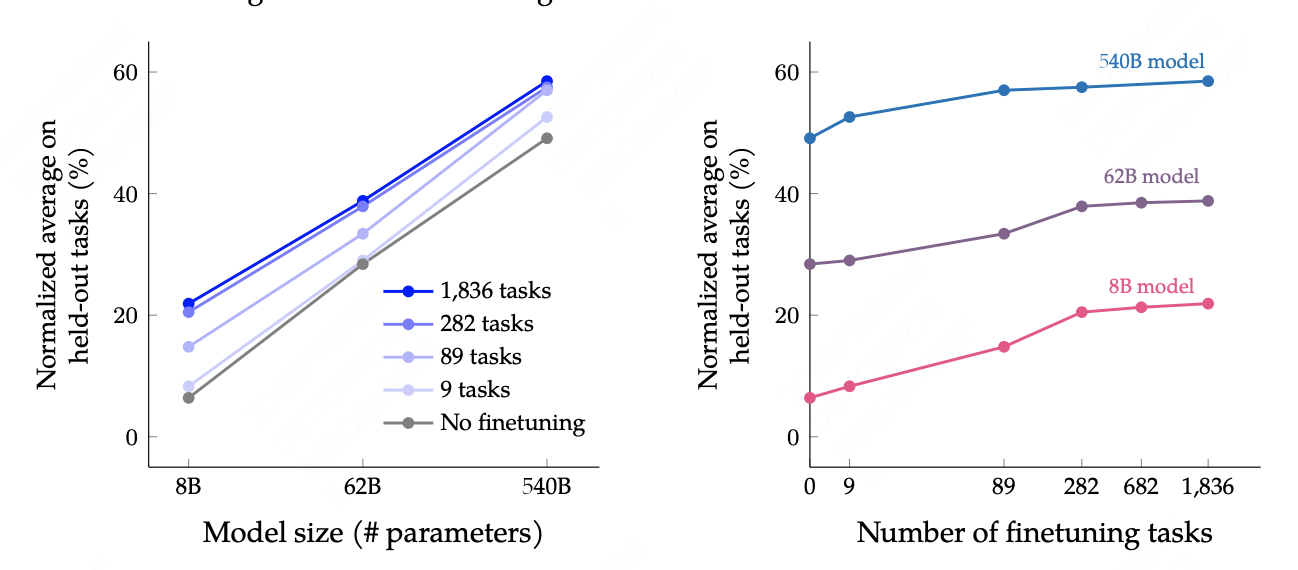 60
40
20
0
Normalized average on
held-out tasks (%)
1,836 tasks
282 tasks
89 tasks
9 tasks
No finetuning
8B
62B
540B
Model size (# parameters)
60
40
20
0
Normalized average on
held-out tasks (%)
540B model
62B model
8B model
0
9
89
282
682
1,836
Number of finetuning tasks